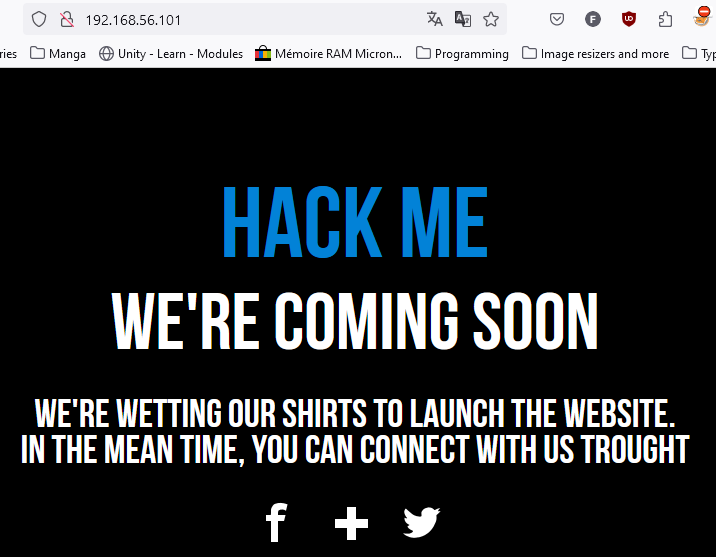 192.168.56.101
ries Manga Unity - Learn - Modules Mémoire RAM Micron... Programming Image resizers and more Typ
HACK ME
WE'RE COMING SOON
WE'RE WETTING OUR SHIRTS TO LAUNCH THE WEBSITE.
IN THE MEAN TIME, YOU CAN CONNECT WITH US TROUGHT